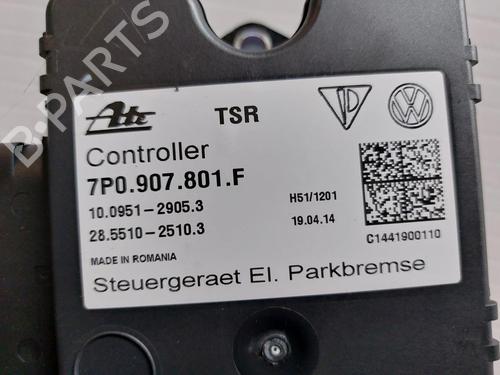 B-PARTS
Ate TSR
Controller
7P0.907.801.F
10.0951-2905.3 H51/1201
28.5510-2510.3 19.04.14
MADE IN ROMANIA C1441900110
Steuergeraet El. Parkbremse